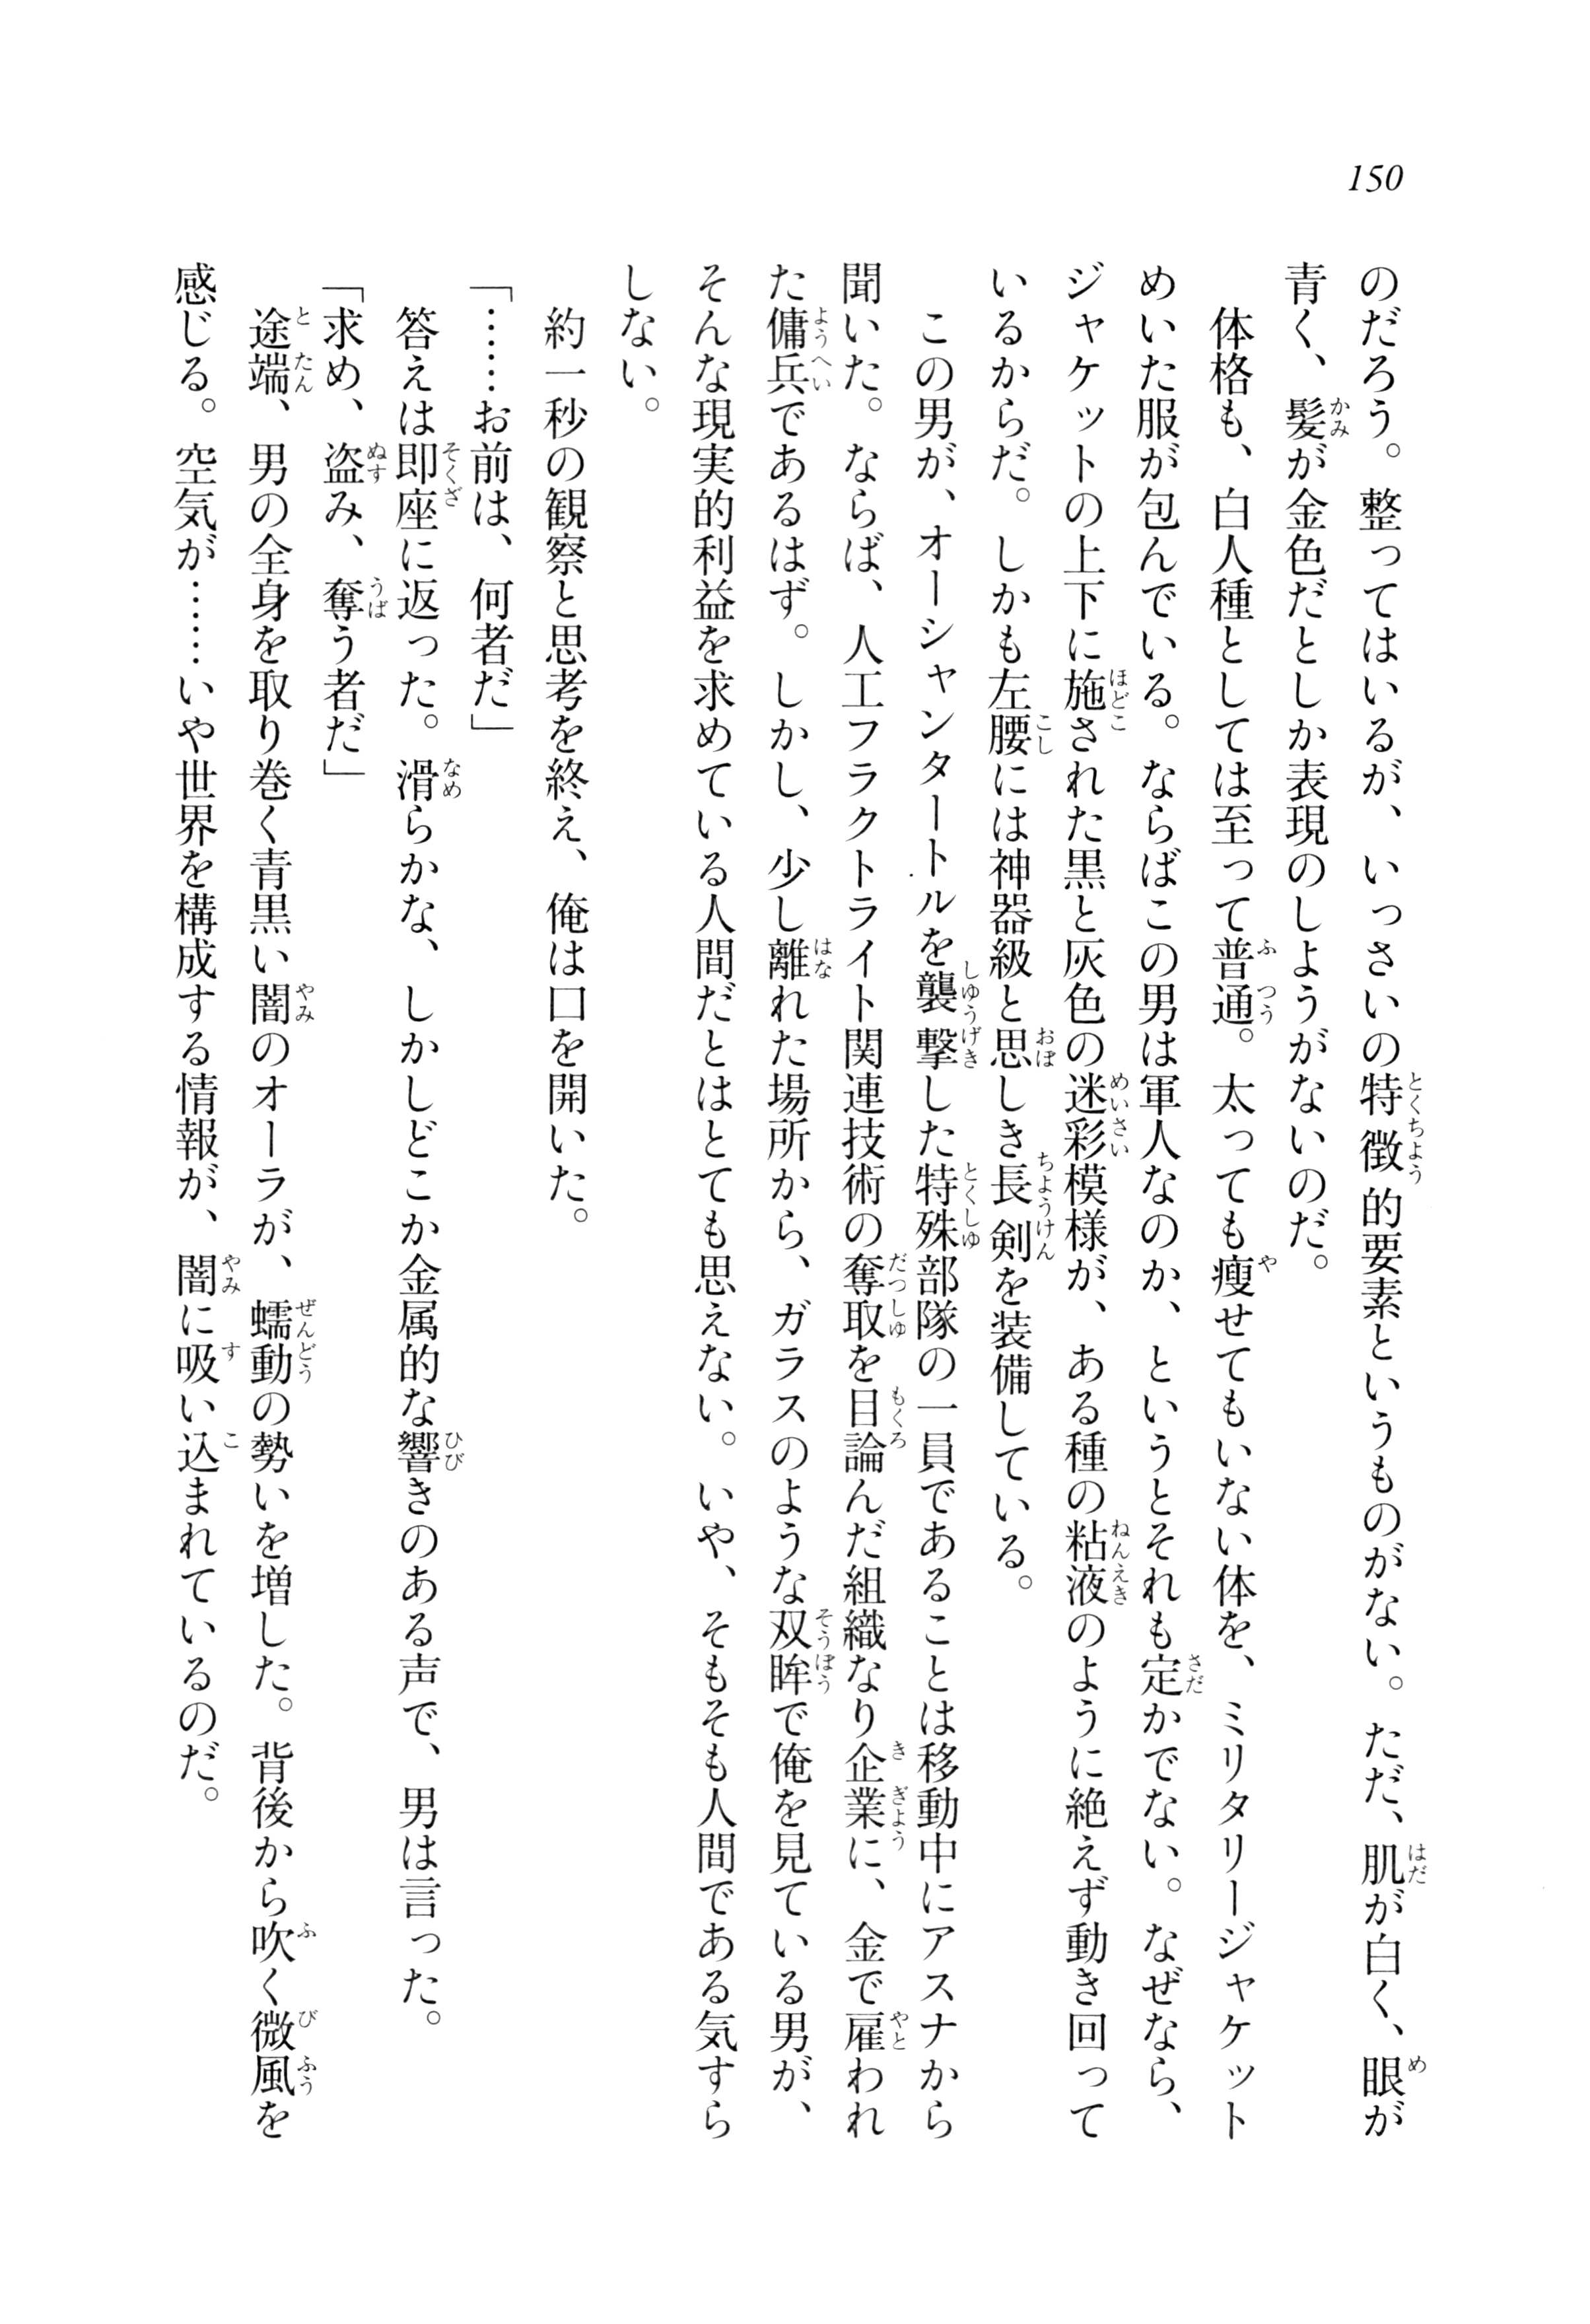 150
のだろう。整ってはいるが、いっさいの特徴的要素というものがない。ただ、肌が白く、眼が
青く、髪が金色だとしか表現のしようがないのだ。
体格も、白人種としては至って普通。太っても瘦せてもいない体を、ミリタリージャケット
めいた服が包んでいる。ならばこの男は軍人なのか、というとそれも定かでない。なぜなら、
ジャケットの上下に施された黒と灰色の迷彩模様が、ある種の粘液のように絶えず動き回って
いるからだ。しかも左腰には神器級と思しき長剣を装備している。
この男が、オーシャンタートルを襲撃した特殊部隊の一員であることは移動中にアスナから
聞いた。ならば、人工フラクトライト関連技術の奪取を目論んだ組織なり企業に、金で雇われ
た傭兵であるはず。しかし、少し離れた場所から、ガラスのような双眸で俺を見ている男が、
そんな現実的利益を求めている人間だとはとても思えない。いや、そもそも人間である気すら
しない。
約一秒の観察と思考を終え、俺は口を開いた。
「……お前は、何者だ」
答えは即座に返った。滑らかな、しかしどこか金属的な響きのある声で、男は言った。
「求め、盗み、奪う者だ」
途端、男の全身を取り巻く青黒い闇のオーラが、蠕動の勢いを増した。背後から吹く微風を
感じる。空気が……いや世界を構成する情報が、闇に吸い込まれているのだ。